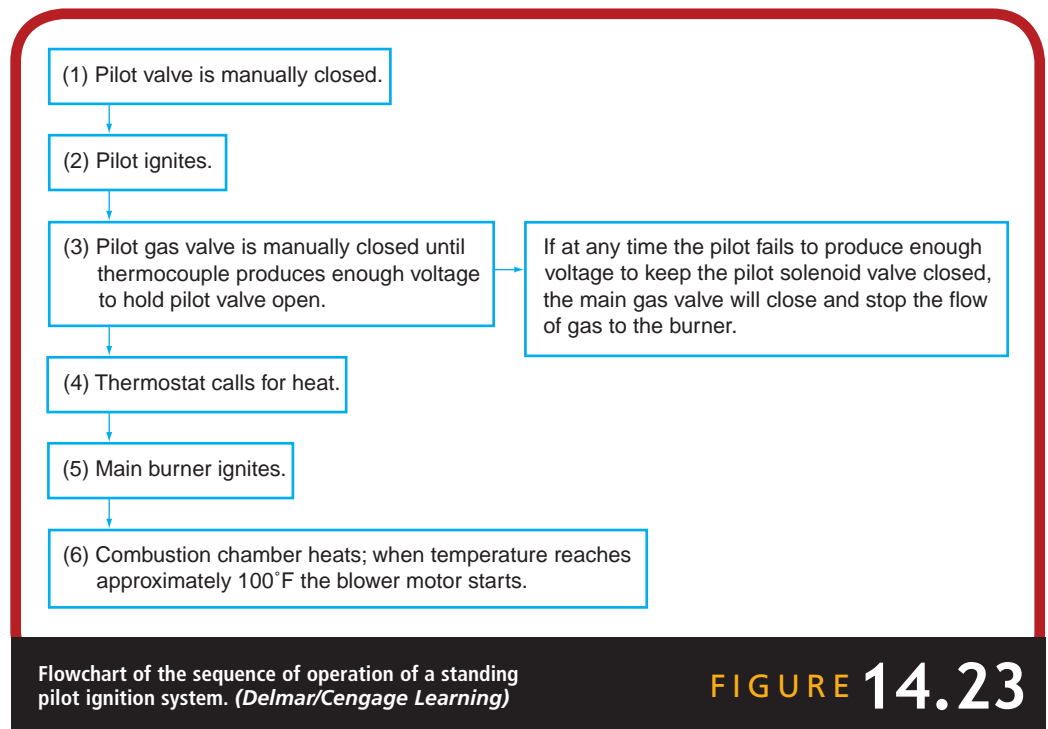 (1) Pilot valve is manually closed.
(2) Pilot ignites.
(3) Pilot gas valve is manually closed until
thermocouple produces enough voltage
to hold pilot valve open.
If at any time the pilot fails to produce enough
voltage to keep the pilot solenoid valve closed,
the main gas valve will close and stop the flow
of gas to the burner.
(4) Thermostat calls for heat.
(5) Main burner ignites.
(6) Combustion chamber heats; when temperature reaches
approximately 100˚F the blower motor starts.
Flowchart of the sequence of operation of a standing
pilot ignition system. (Delmar/Cengage Learning)
FIGURE 14.23